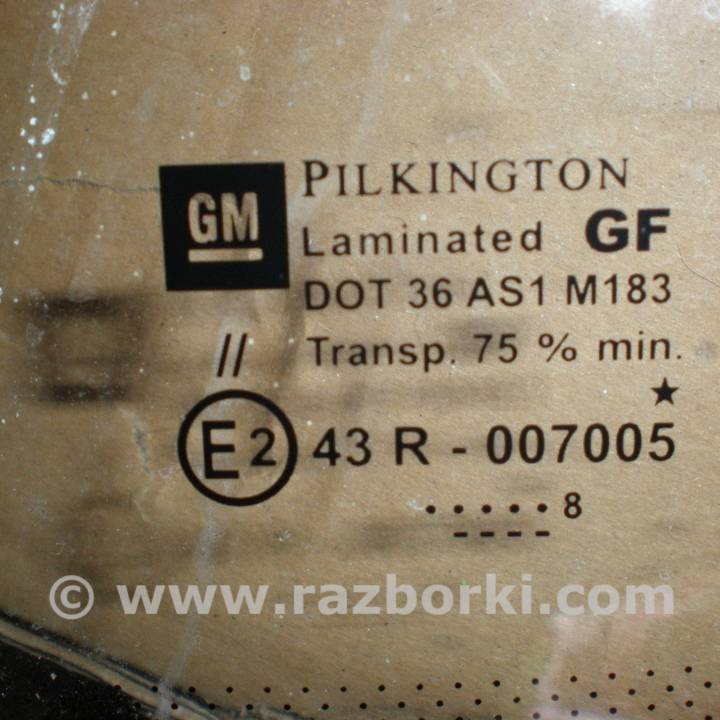 GM
PILKINGTON
Laminated GF
DOT 36 AS1 M183
// Transp. 75 % min.
★
E2 43 R - 007005
.....8
----
© www.razborki.com